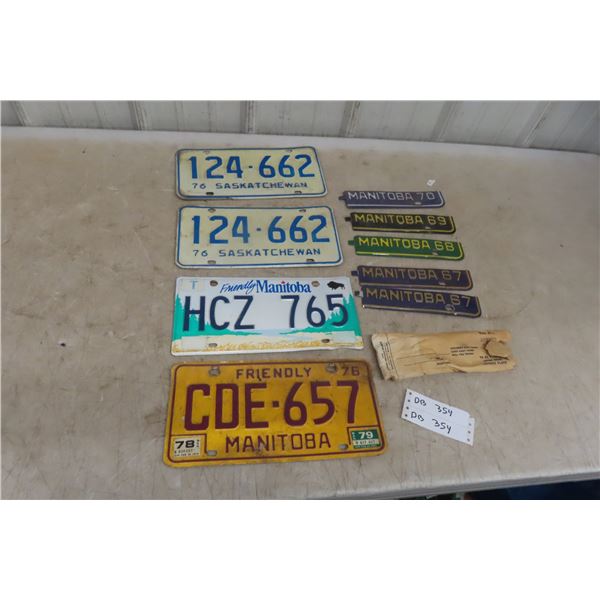 124-662
76 SASKATCHEWAN
124-662
76 SASKATCHEWAN
Friendly Manitoba
HCZ 765
FRIENDLY 76
CDE-657
78
79
MANITOBA
MANITOBA 70
MANITOBA 69
MANITOBA 68
MANITOBA 67
MANITOBA 67
DB 354
DB 354